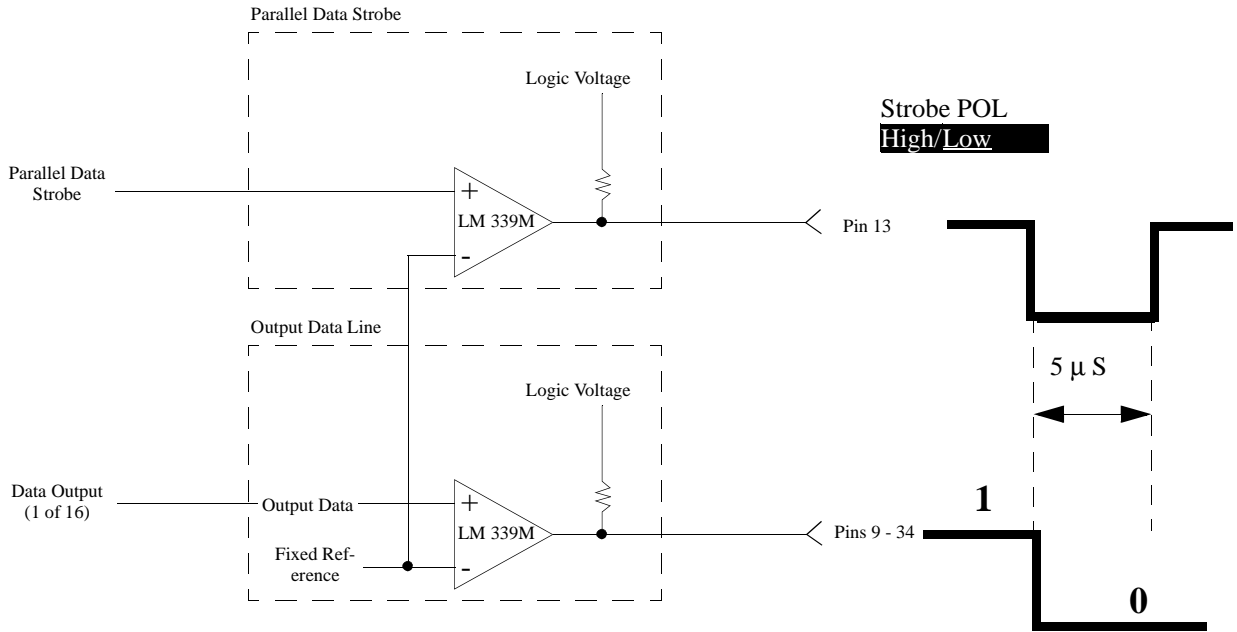 Parallel Data Strobe
Logic Voltage
Strobe POL
High/Low
Parallel Data
Strobe
+
LM 339M
-
Pin 13
Output Data Line
5 μ S
Logic Voltage
Data Output
(1 of 16)
Output Data
+
LM 339M
-
Fixed Ref-
erence
Pins 9 - 34
1
0